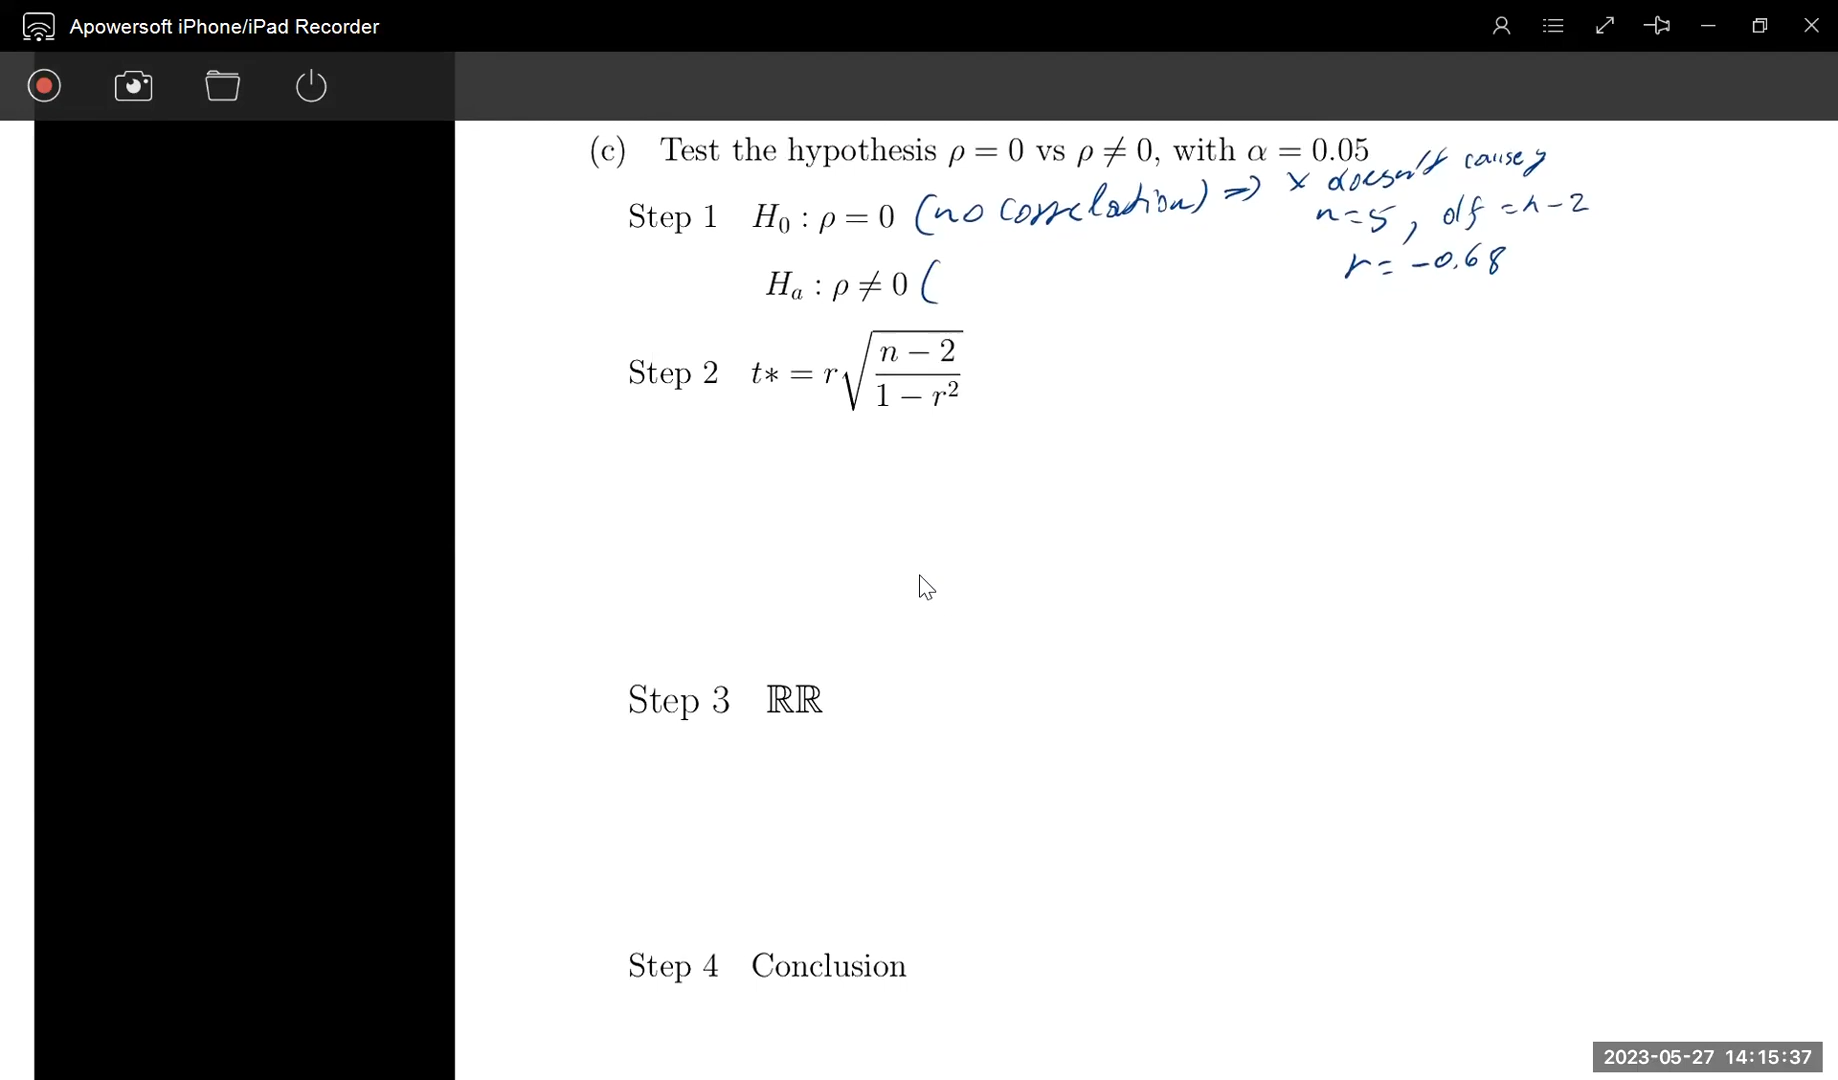 Apowersoft iPhone/iPad Recorder
(c) Test the hypothesis ρ = 0 vs ρ ≠ 0, with α = 0.05
Step 1 H₀ : ρ = 0 (no correlation) ⇒ x doesn't cause y
n = 5, df = n - 2
Hₐ : ρ ≠ 0 (
r = -0.68
Step 2 t* = r√((n − 2)/(1 − r²))
Step 3 ℝℝ
Step 4 Conclusion
2023-05-27 14:15:37